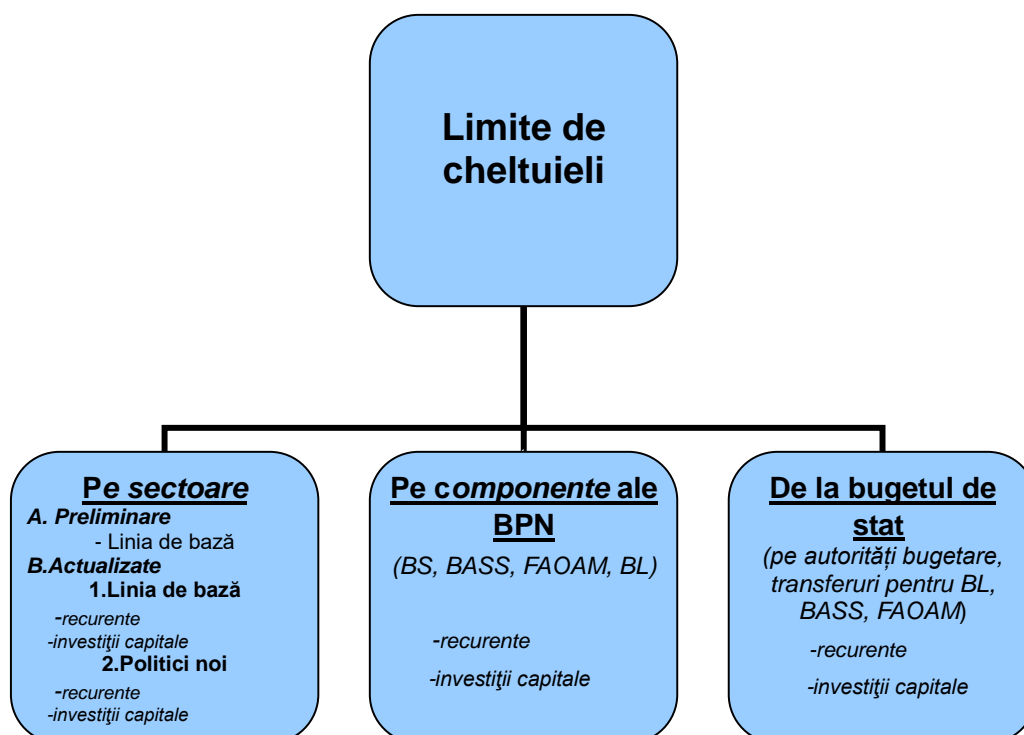 Limite de
cheltuieli
Pe sectoare
A. Preliminare
- Linia de bază
B.Actualizate
1.Linia de bază
-recurente
-investiţii capitale
2.Politici noi
-recurente
-investiţii capitale
Pe componente ale
BPN
(BS, BASS, FAOAM, BL)
-recurente
-investiţii capitale
De la bugetul de
stat
(pe autorități bugetare,
transferuri pentru BL,
BASS, FAOAM)
-recurente
-investiţii capitale